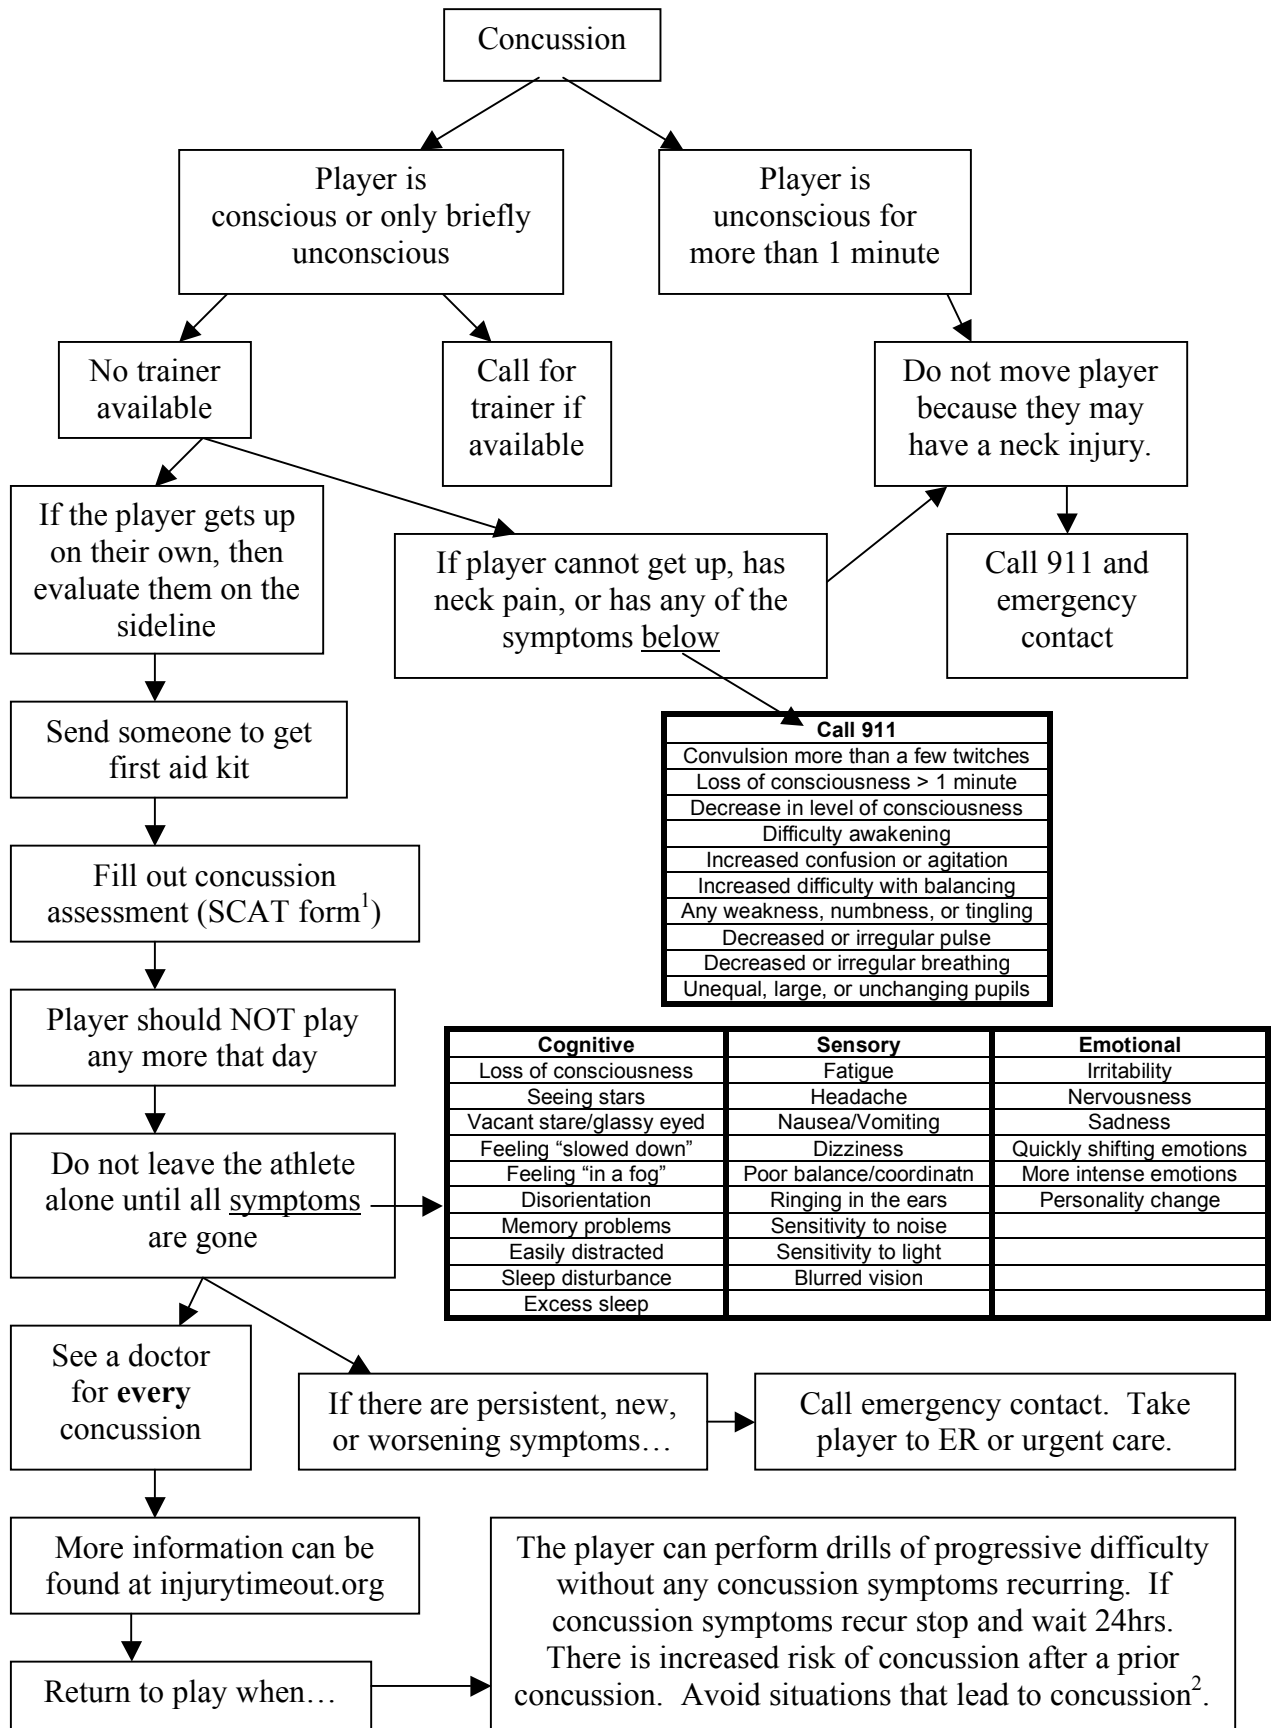 Concussion
Player is
conscious or only briefly
unconscious
Player is
unconscious for
more than 1 minute
No trainer
available
Call for
trainer if
available
Do not move player
because they may
have a neck injury.
If the player gets up
on their own, then
evaluate them on the
sideline
If player cannot get up, has
neck pain, or has any of the
symptoms below
Call 911 and
emergency
contact
Send someone to get
first aid kit
Call 911
Convulsion more than a few twitches
Loss of consciousness > 1 minute
Decrease in level of consciousness
Difficulty awakening
Increased confusion or agitation
Increased difficulty with balancing
Any weakness, numbness, or tingling
Decreased or irregular pulse
Decreased or irregular breathing
Unequal, large, or unchanging pupils
Fill out concussion
assessment (SCAT form¹)
Player should NOT play
any more that day
Do not leave the athlete
alone until all symptoms
are gone
Cognitive Sensory Emotional
Loss of consciousness Fatigue Irritability
Seeing stars Headache Nervousness
Vacant stare/glassy eyed Nausea/Vomiting Sadness
Feeling “slowed down” Dizziness Quickly shifting emotions
Feeling “in a fog” Poor balance/coordinatn More intense emotions
Disorientation Ringing in the ears Personality change
Memory problems Sensitivity to noise
Easily distracted Sensitivity to light
Sleep disturbance Blurred vision
Excess sleep
See a doctor
for every
concussion
If there are persistent, new,
or worsening symptoms…
Call emergency contact. Take
player to ER or urgent care.
More information can be
found at injurytimeout.org
Return to play when…
The player can perform drills of progressive difficulty
without any concussion symptoms recurring. If
concussion symptoms recur stop and wait 24hrs.
There is increased risk of concussion after a prior
concussion. Avoid situations that lead to concussion².